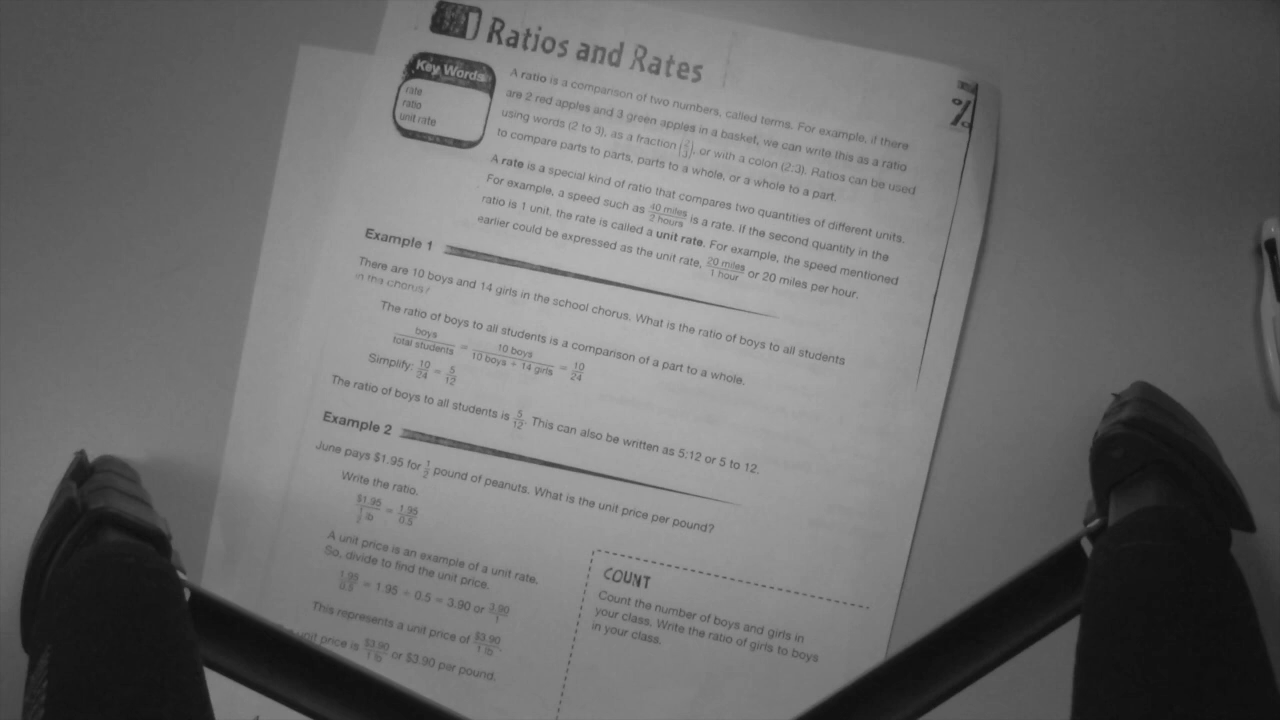 Ratios and Rates
Key Words
rate
ratio
unit rate
%
A ratio is a comparison of two numbers, called terms. For example, if there
are 2 red apples and 3 green apples in a basket, we can write this as a ratio
using words (2 to 3), as a fraction (2/3), or with a colon (2:3). Ratios can be used
to compare parts to parts, parts to a whole, or a whole to a part.
A rate is a special kind of ratio that compares two quantities of different units.
For example, a speed such as 40 miles/2 hours is a rate. If the second quantity in the
ratio is 1 unit, the rate is called a unit rate. For example, the speed mentioned
earlier could be expressed as the unit rate, 20 miles/1 hour or 20 miles per hour.
Example 1
There are 10 boys and 14 girls in the school chorus. What is the ratio of boys to all students
in the chorus?
The ratio of boys to all students is a comparison of a part to a whole.
boys/total students = 10 boys/10 boys + 14 girls = 10/24
Simplify: 10/24 = 5/12
The ratio of boys to all students is 5/12. This can also be written as 5:12 or 5 to 12.
Example 2
June pays $1.95 for 1/2 pound of peanuts. What is the unit price per pound?
Write the ratio.
$1.95/1/2 lb = 1.95/0.5
A unit price is an example of a unit rate.
So, divide to find the unit price.
1.95/0.5 = 1.95 ÷ 0.5 = 3.90 or 3.90/1
This represents a unit price of $3.90/1 lb.
unit price is $3.90/1 lb or $3.90 per pound.
COUNT
Count the number of boys and girls in
your class. Write the ratio of girls to boys
in your class.